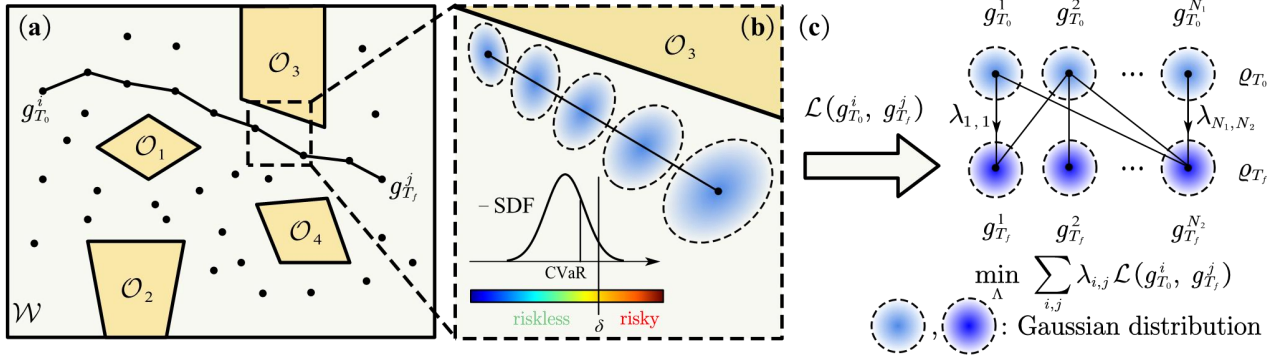 (a)
𝒪₃
g^i_{T_0}
𝒪₁
g^j_{T_f}
𝒪₄
𝒪₂
𝒲
(b)
𝒪₃
– SDF
CVaR
riskless
δ
risky
(c)
ℒ(g^i_{T_0}, g^j_{T_f})
g^1_{T_0} g^2_{T_0} g^{N_1}_{T_0}
··· ϱ_{T_0}
λ_{1,1} λ_{N_1,N_2}
··· ϱ_{T_f}
g^1_{T_f} g^2_{T_f} g^{N_2}_{T_f}
min_Λ ∑_{i,j} λ_{i,j} ℒ(g^i_{T_0}, g^j_{T_f})
, : Gaussian distribution